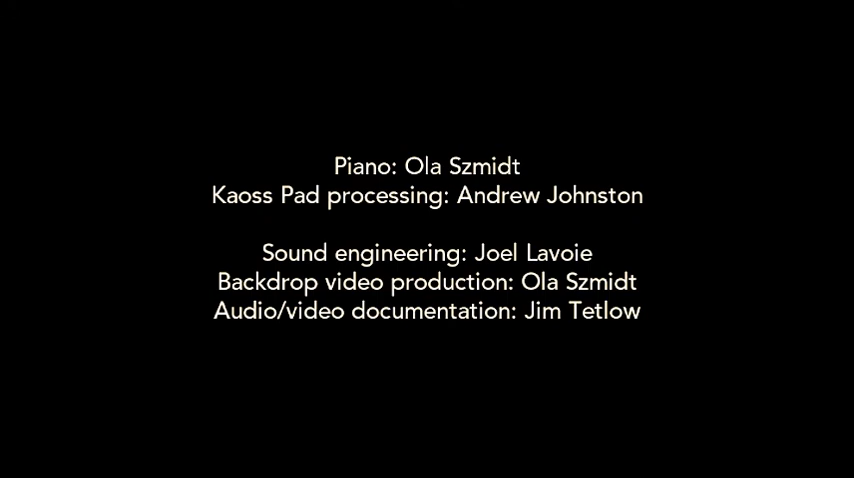 Piano: Ola Szmidt
Kaoss Pad processing: Andrew Johnston
Sound engineering: Joel Lavoie
Backdrop video production: Ola Szmidt
Audio/video documentation: Jim Tetlow